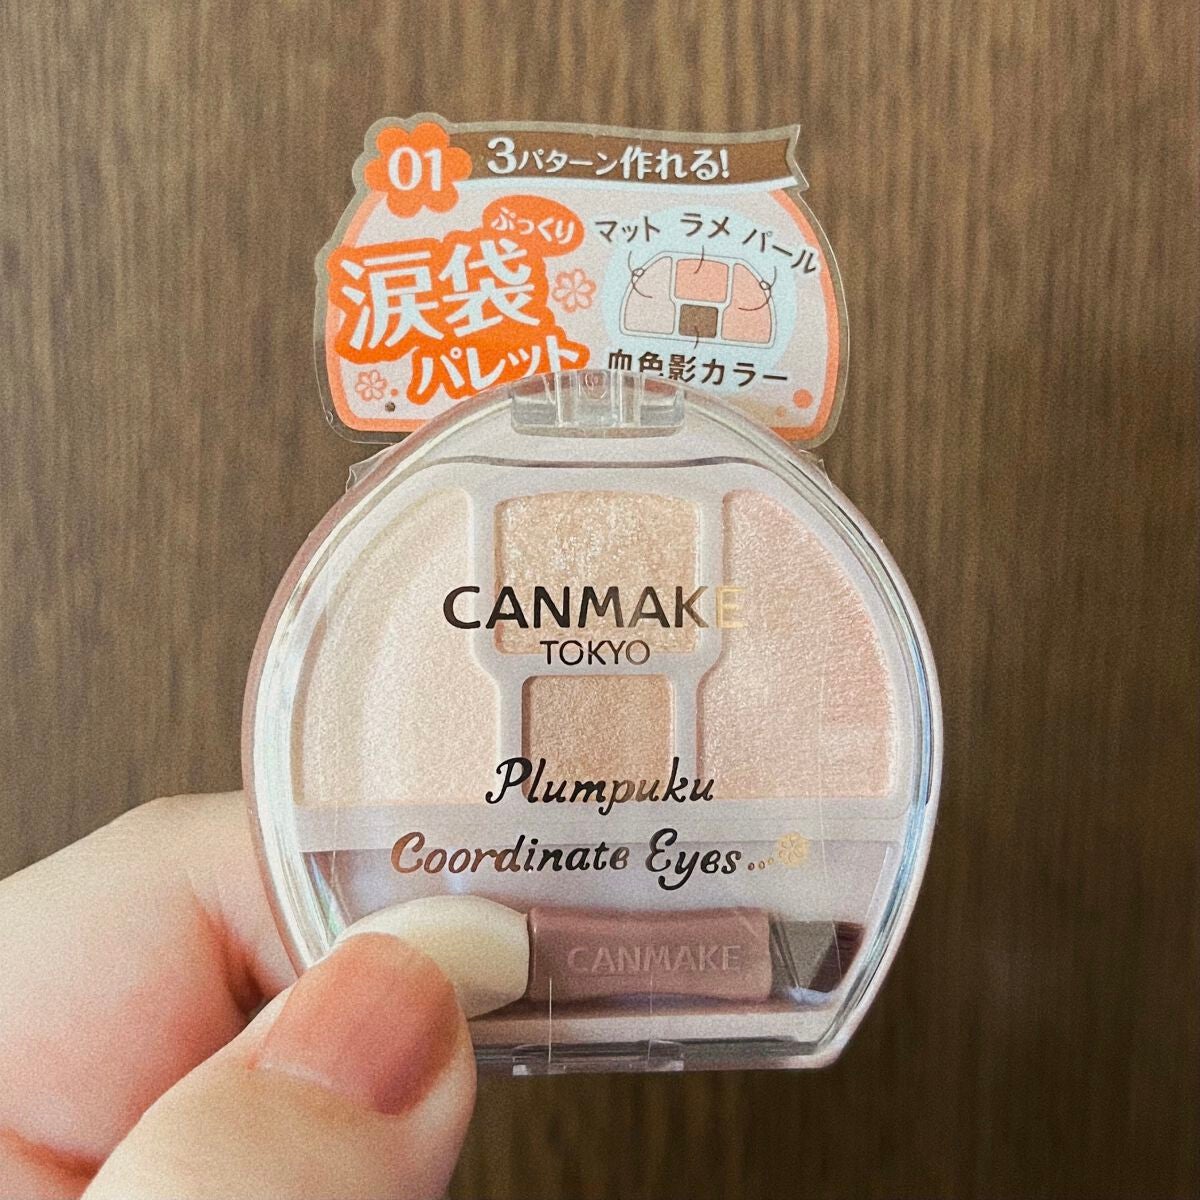 01
3パターン作れる!
ぷっくり
涙袋
パレット
マット ラメ パール
血色影カラー
CANMAKE
TOKYO
Plumpuku
Coordinate Eyes...
CANMAKE